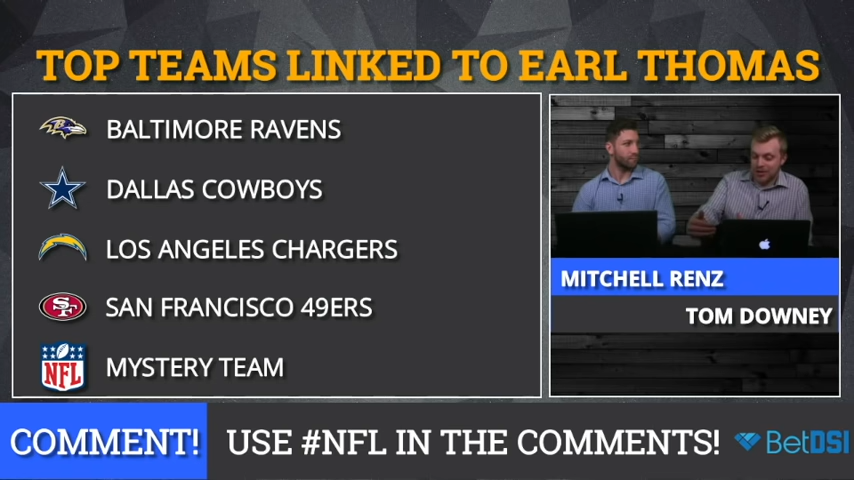 TOP TEAMS LINKED TO EARL THOMAS
BALTIMORE RAVENS
DALLAS COWBOYS
LOS ANGELES CHARGERS
SF SAN FRANCISCO 49ERS
NFL MYSTERY TEAM
MITCHELL RENZ
TOM DOWNEY
COMMENT! USE #NFL IN THE COMMENTS! BetDSI